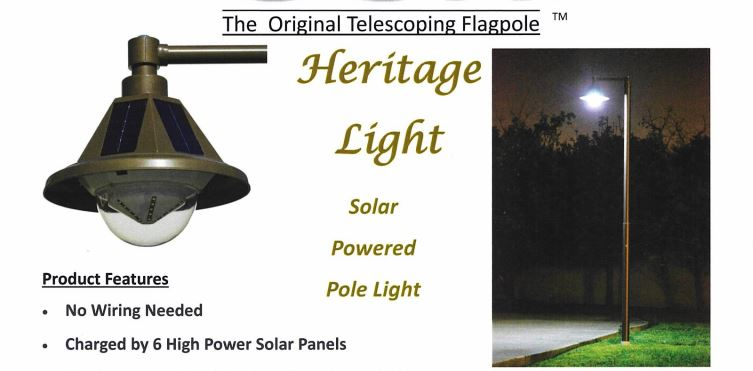 The Original Telescoping Flagpole ™
Heritage
Light
Solar
Powered
Pole Light
Product Features
• No Wiring Needed
• Charged by 6 High Power Solar Panels